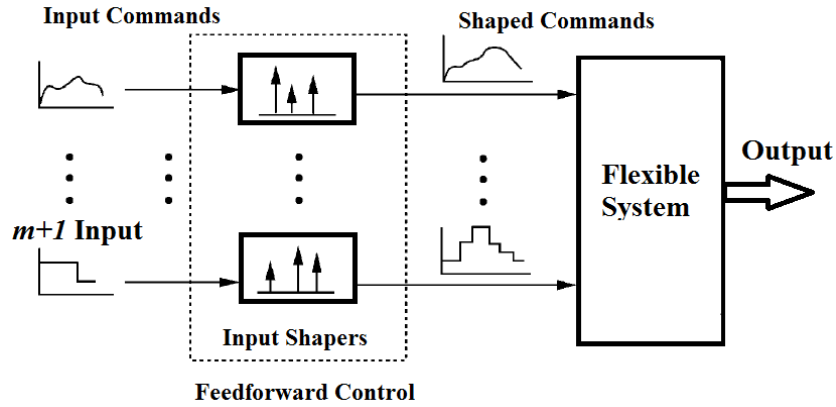 Input Commands
Shaped Commands
Output
Flexible
System
m+1 Input
Input Shapers
Feedforward Control